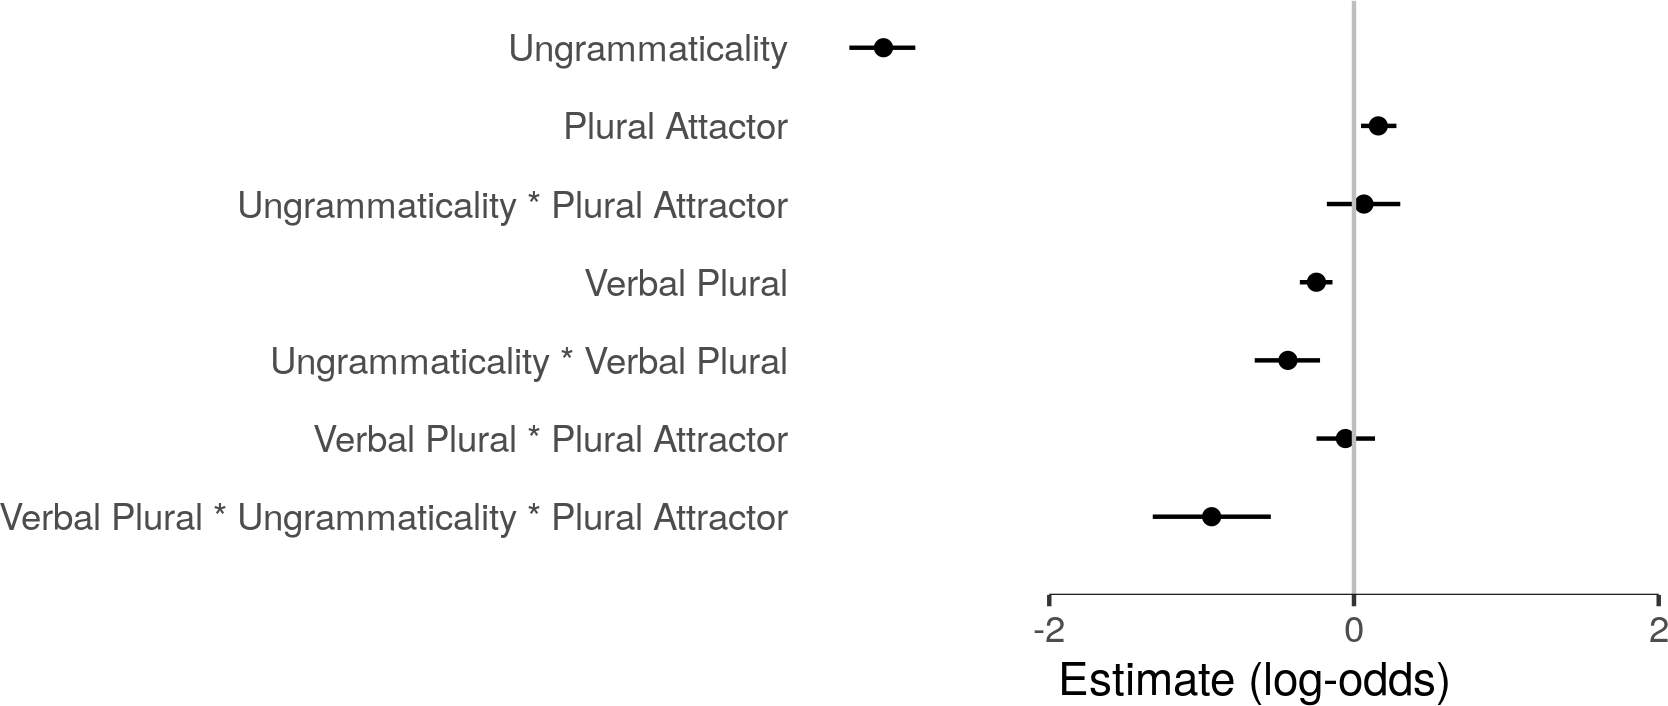 Ungrammaticality
Plural Attactor
Ungrammaticality * Plural Attractor
Verbal Plural
Ungrammaticality * Verbal Plural
Verbal Plural * Plural Attractor
Verbal Plural * Ungrammaticality * Plural Attractor
-2 0 2
Estimate (log-odds)